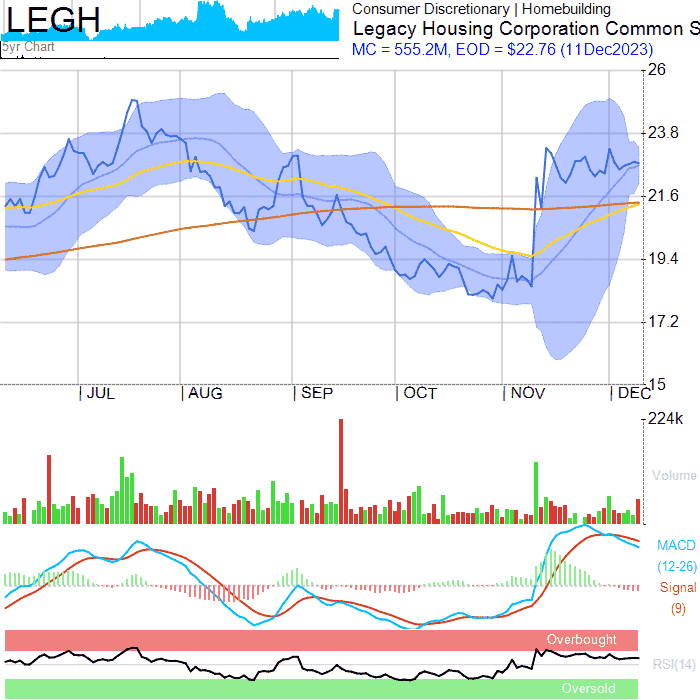 LEGH
5yr Chart
Consumer Discretionary | Homebuilding
Legacy Housing Corporation Common S
MC = 555.2M, EOD = $22.76 (11Dec2023)
26
23.8
21.6
19.4
17.2
15
| JUL
| AUG
| SEP
| OCT
| NOV
| DEC
224k
Volume
MACD
(12-26)
Signal
(9)
Overbought
RSI(14)
Oversold